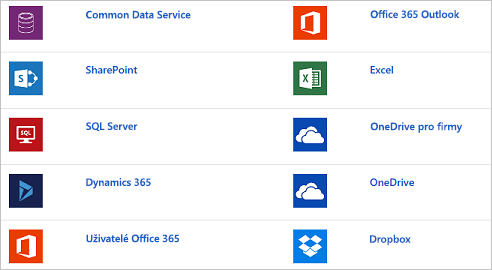 Common Data Service
Office 365 Outlook
SharePoint
Excel
SQL Server
OneDrive pro firmy
Dynamics 365
OneDrive
Uživatelé Office 365
Dropbox